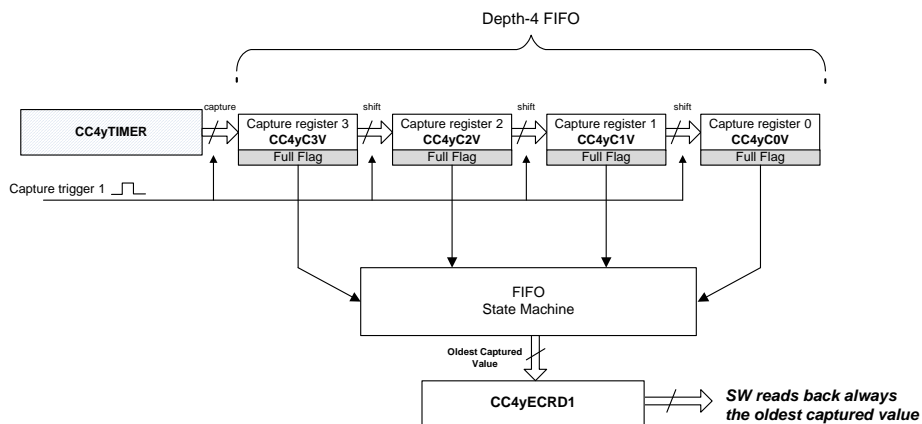 Depth-4 FIFO
capture
shift
shift
shift
CC4yTIMER
Capture register 3
CC4yC3V
Full Flag
Capture register 2
CC4yC2V
Full Flag
Capture register 1
CC4yC1V
Full Flag
Capture register 0
CC4yC0V
Full Flag
Capture trigger 1
FIFO
State Machine
Oldest Captured
Value
CC4yECRD1
SW reads back always
the oldest captured value